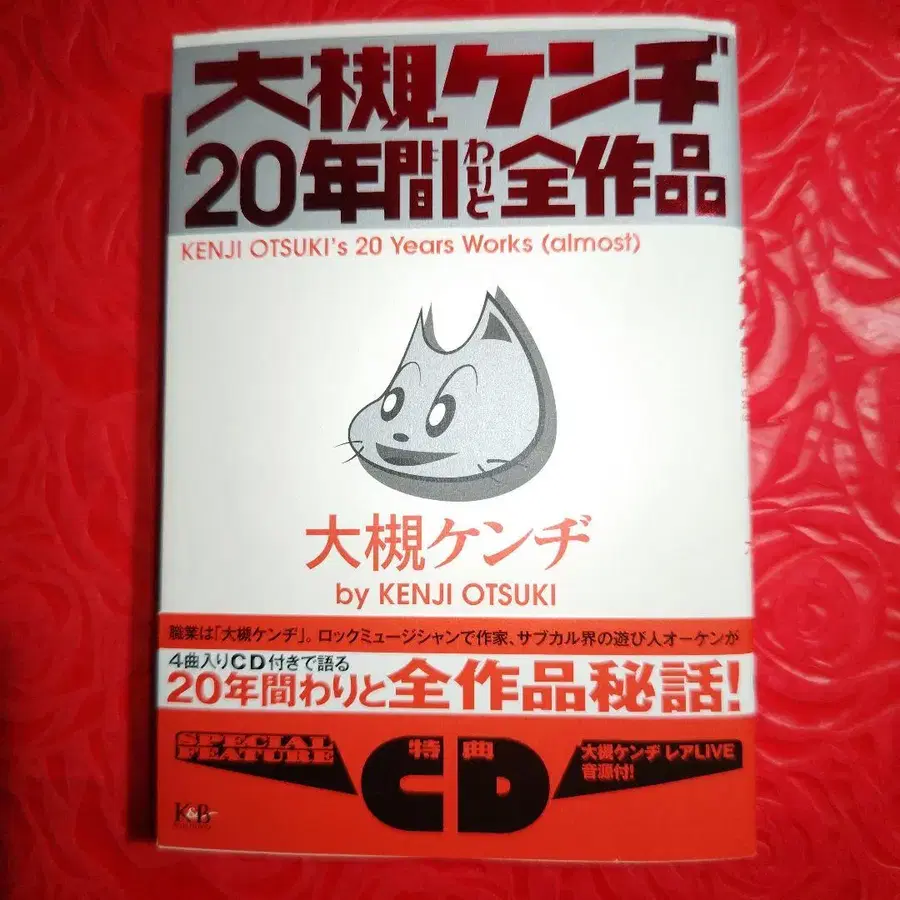 大槻ケンヂ
20年間わりと全作品
KENJI OTSUKI's 20 Years Works (almost)
大槻ケンヂ
by KENJI OTSUKI
職業は「大槻ケンヂ」。ロックミュージシャンで作家、サブカル界の遊び人オーケンが
4曲入りCD付きで語る
20年間わりと全作品秘話!
SPECIAL
FEATURE
特典
CD
大槻ケンヂ レアLIVE
音源付!
K&B